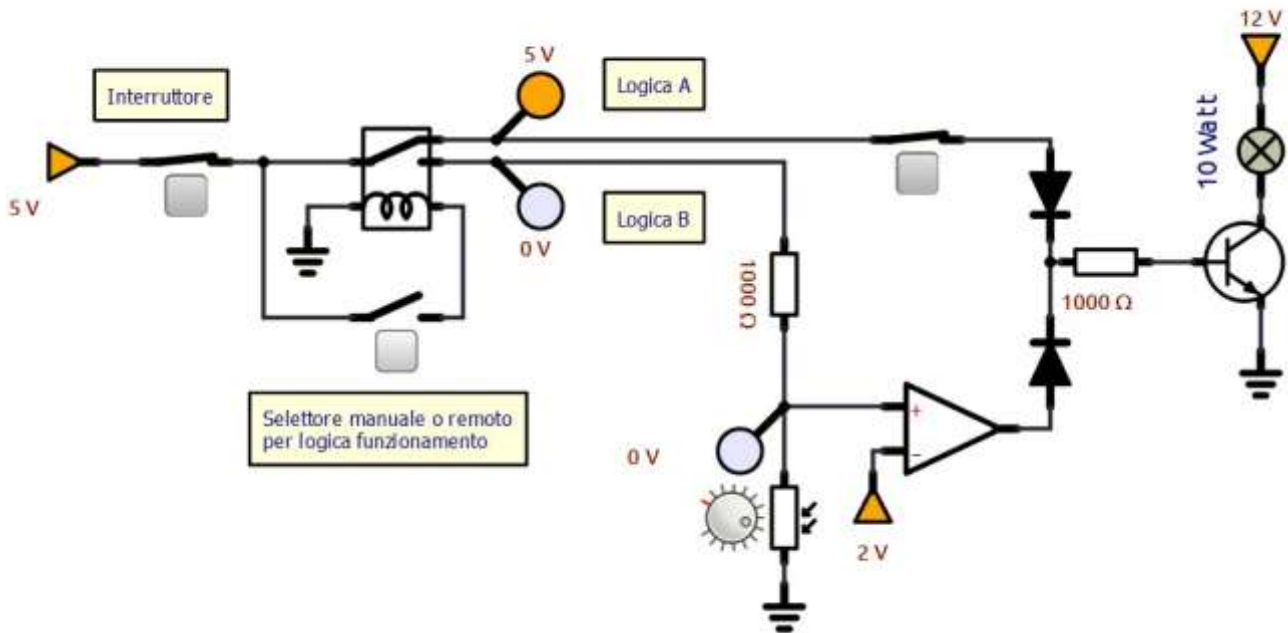 12 V
5 V
Interruttore
Logica A
10 Watt
5 V
Logica B
0 V
1000 Ω
1000 Ω
Selettore manuale o remoto
per logica funzionamento
0 V
+
−
2 V